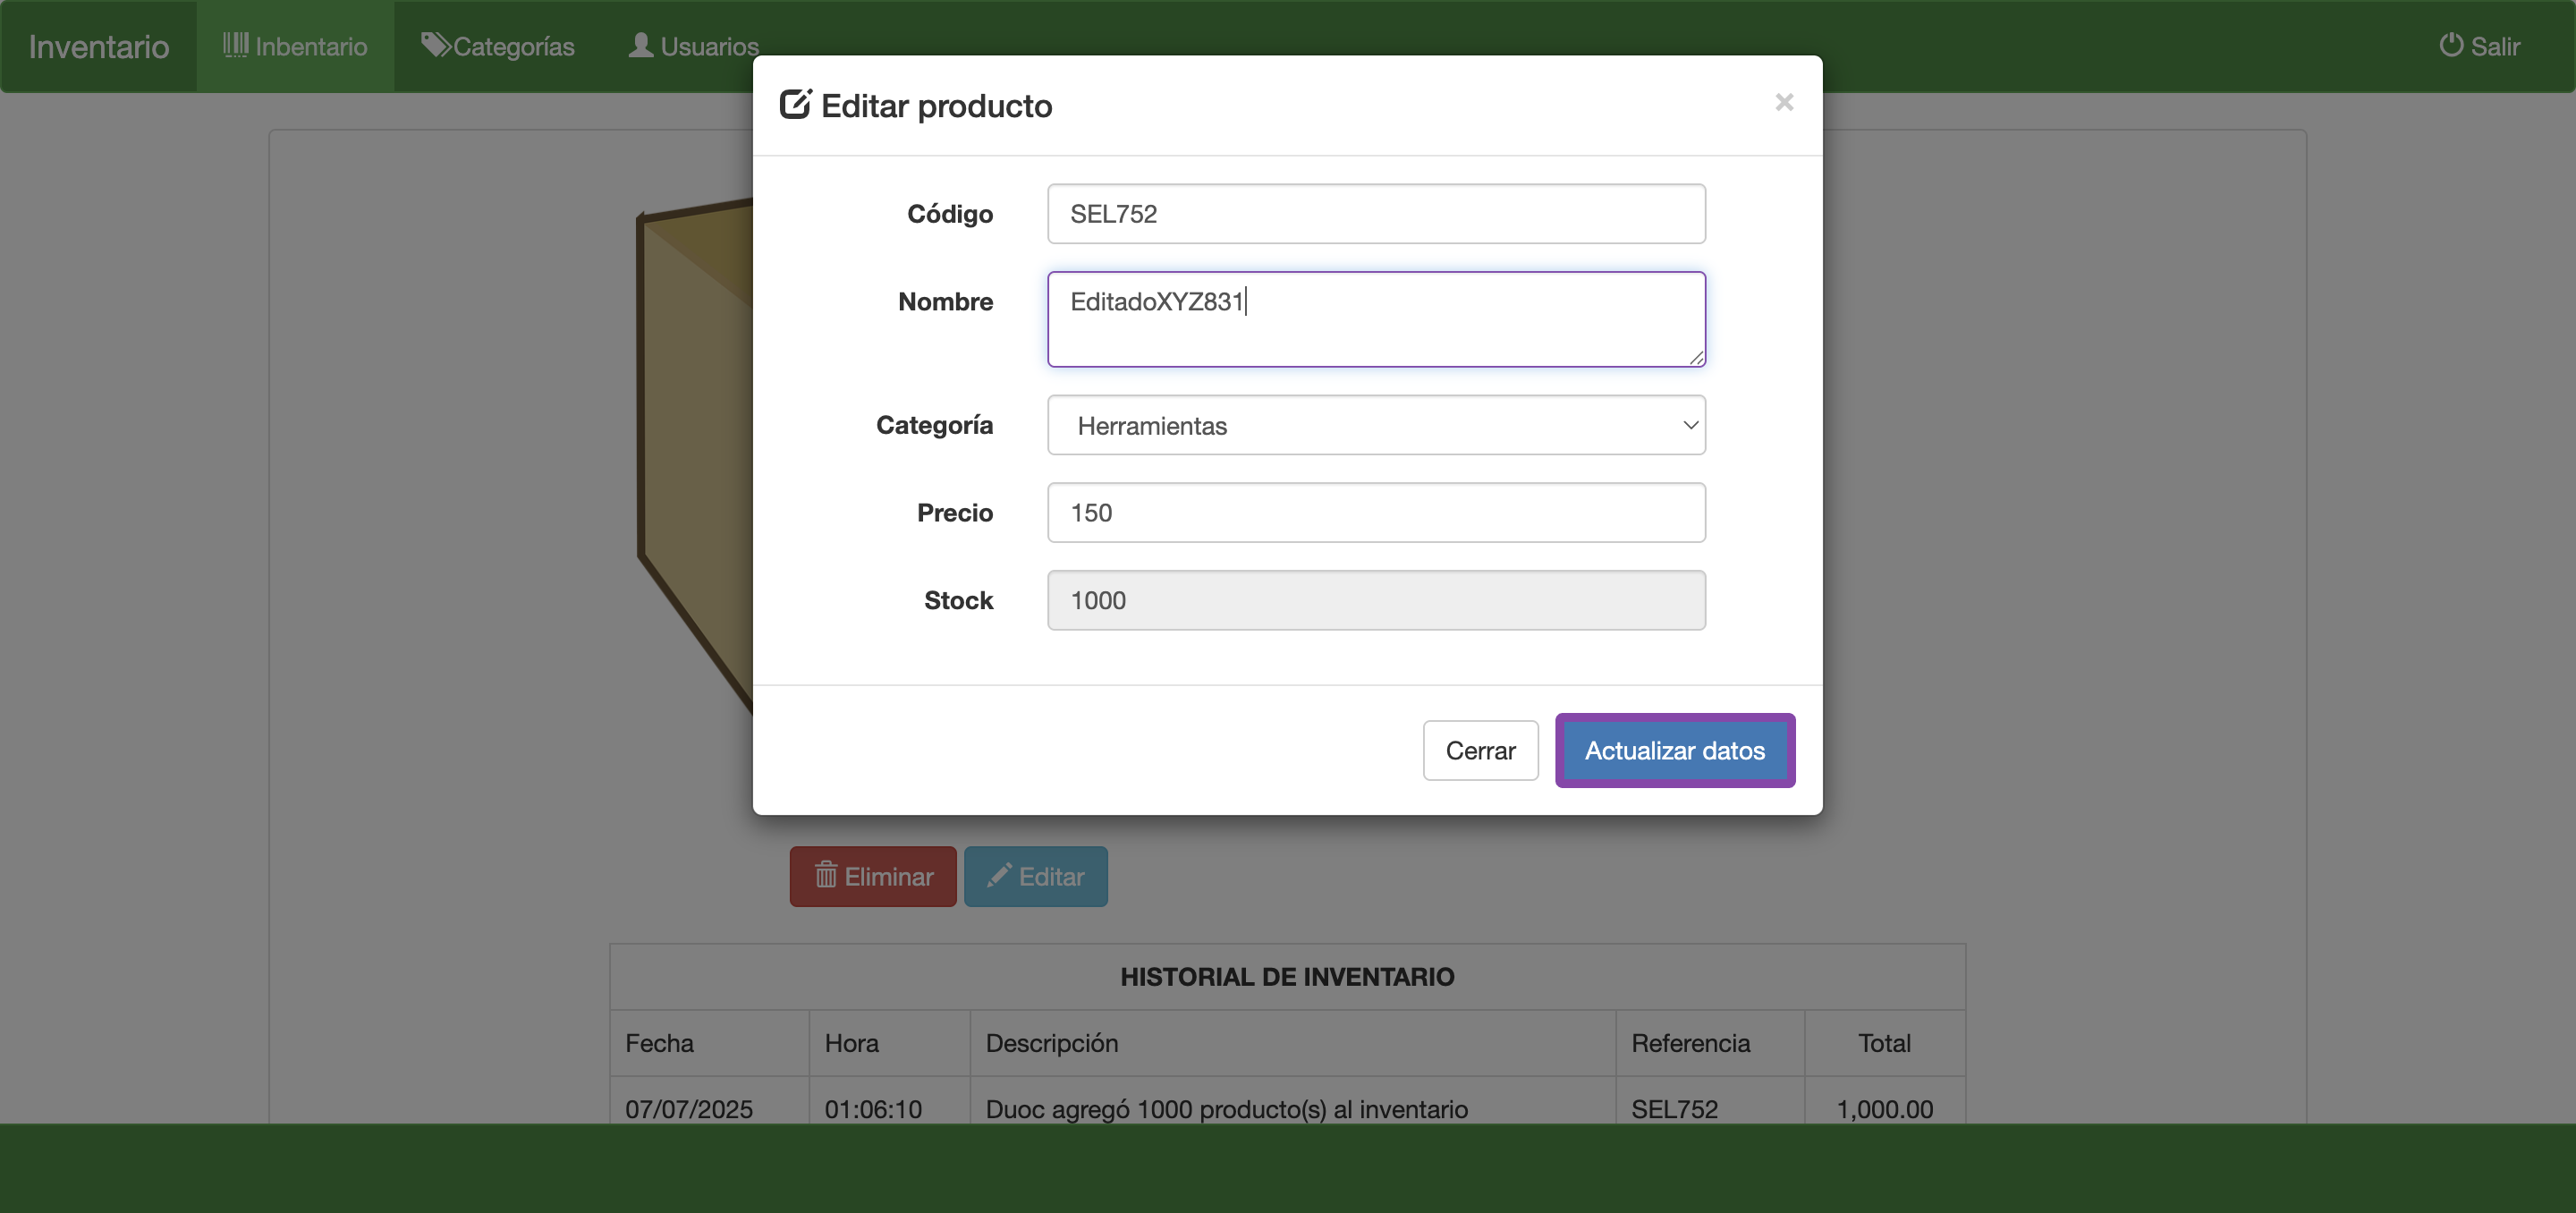 Inventario
Inbentario
Categorías
Usuarios
Salir
Editar producto
×
Código
SEL752
Nombre
EditadoXYZ831
Categoría
Herramientas
Precio
150
Stock
1000
Cerrar
Actualizar datos
Eliminar
Editar
HISTORIAL DE INVENTARIO
Fecha Hora Descripción Referencia Total
07/07/2025 01:06:10 Duoc agregó 1000 producto(s) al inventario SEL752 1,000.00